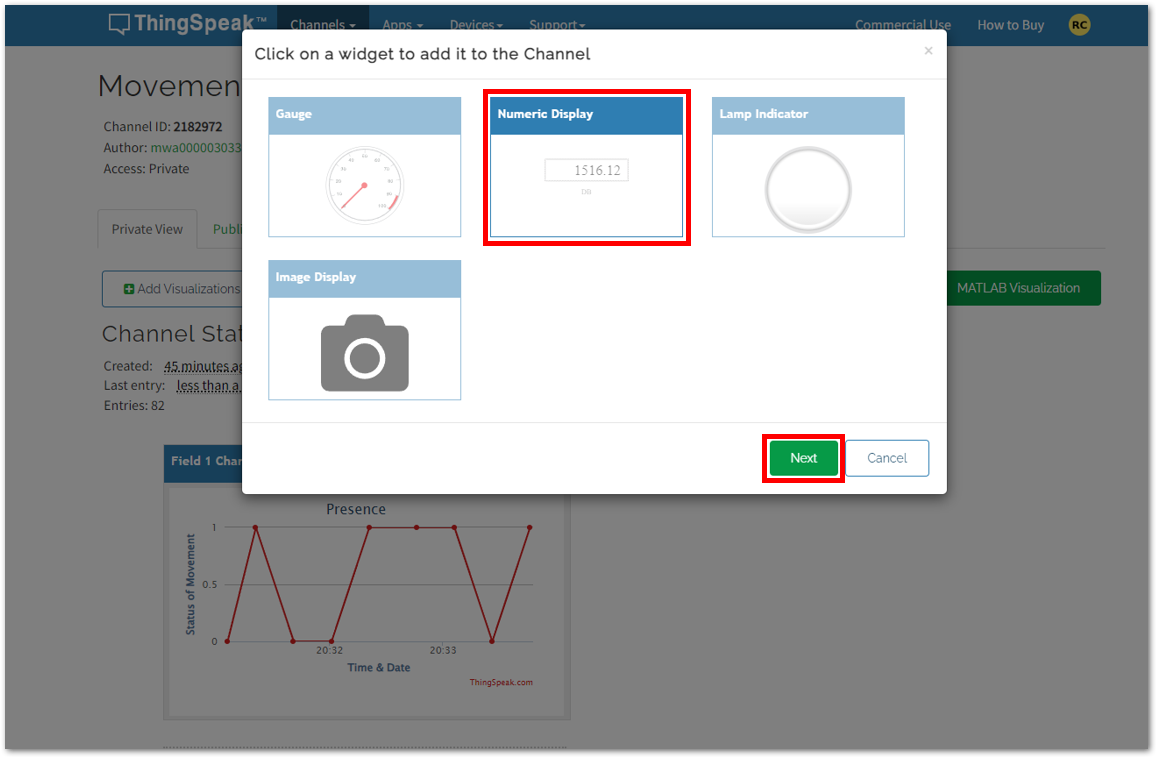 ThingSpeak™ Channels Apps Devices Support Commercial Use How to Buy RC
Click on a widget to add it to the Channel ×
Movemen
Channel ID: 2182972
Author: mwa000003033
Access: Private
Gauge
Numeric Display
1516.12
Lamp Indicator
Private View Publi
Image Display
Add Visualizations
MATLAB Visualization
Channel Stat
Created: 45 minutes ag
Last entry: less than a
Entries: 82
Next Cancel
Field 1 Char
Presence
Status of Movement
1
0.5
0
20:32 20:33
Time & Date
ThingSpeak.com